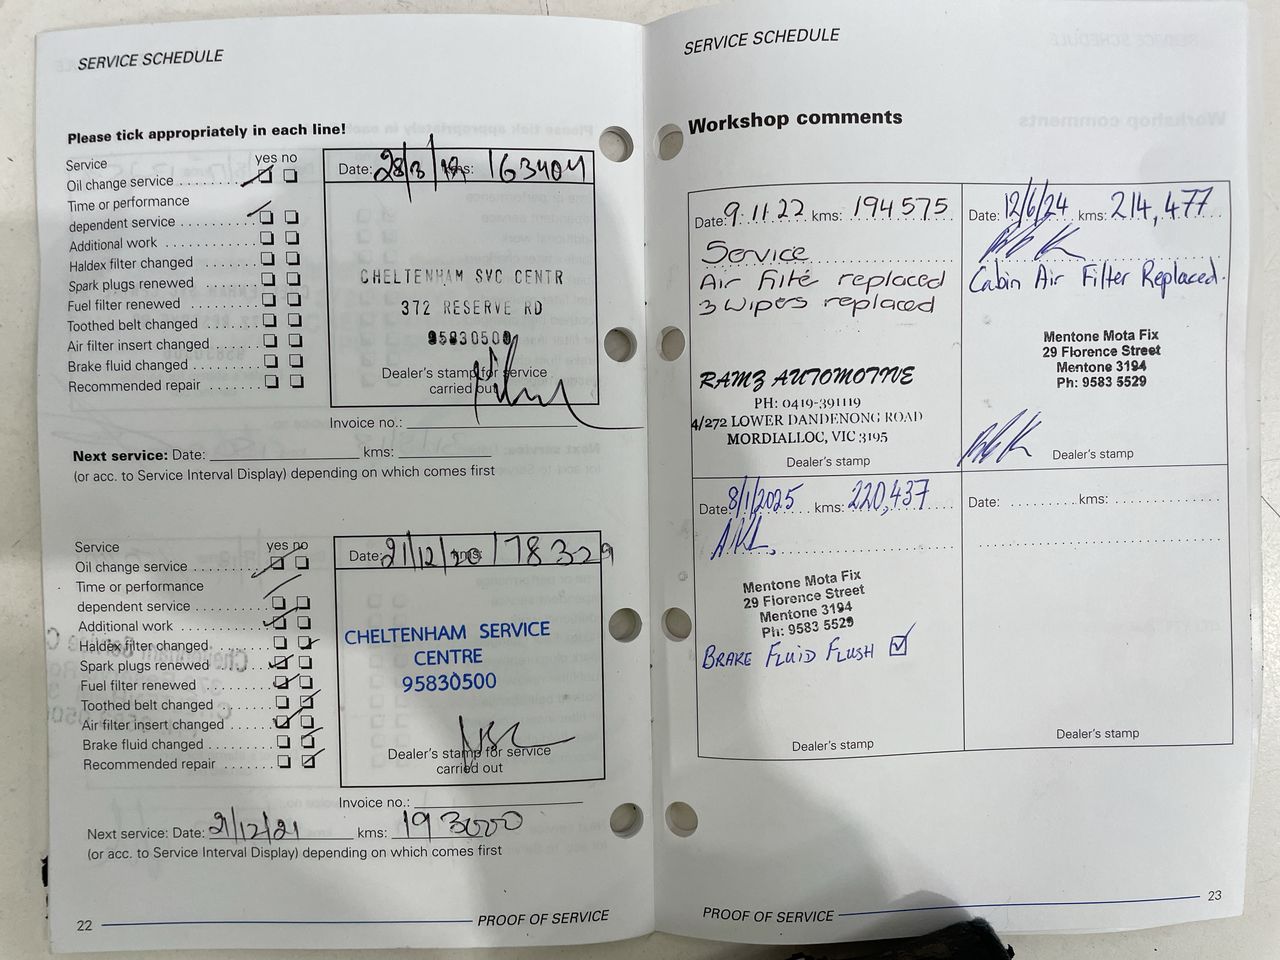 SERVICE SCHEDULE
Please tick appropriately in each line!
Service yes no
Oil change service
Time or performance
dependent service
Additional work
Haldex filter changed
Spark plugs renewed
Fuel filter renewed
Toothed belt changed
Air filter insert changed
Brake fluid changed
Recommended repair
Date: 28/3/ kms: 163404
CHELTENHAM SVC CENTR
372 RESERVE RD
95830500
Dealer's stamp for service
carried out
Invoice no.:
Next service: Date: kms:
(or acc. to Service Interval Display) depending on which comes first
Service yes no
Oil change service
Time or performance
dependent service
Additional work
Haldex filter changed
Spark plugs renewed
Fuel filter renewed
Toothed belt changed
Air filter insert changed
Brake fluid changed
Recommended repair
Date: 21/12/20 kms: 178329
CHELTENHAM SERVICE
CENTRE
95830500
Dealer's stamp for service
carried out
Invoice no.:
Next service: Date: 21/12/21 kms: 193000
(or acc. to Service Interval Display) depending on which comes first
22 PROOF OF SERVICE
SERVICE SCHEDULE
Workshop comments
Date: 9.11.22 kms: 194575
Service
Air Filte replaced
3 Wipers replaced
RAMZ AUTOMOTIVE
PH: 0419-391119
4/272 LOWER DANDENONG ROAD
MORDIALLOC, VIC 3195
Dealer's stamp
Date: 12/6/24 kms: 214,477
Cabin Air Filter Replaced.
Mentone Mota Fix
29 Florence Street
Mentone 3194
Ph: 9583 5529
Dealer's stamp
Date: 8/1/2025 kms: 220,437
Mentone Mota Fix
29 Florence Street
Mentone 3194
Ph: 9583 5529
BRAKE FLUID FLUSH ☑
Dealer's stamp
Date: kms:
Dealer's stamp
PROOF OF SERVICE 23